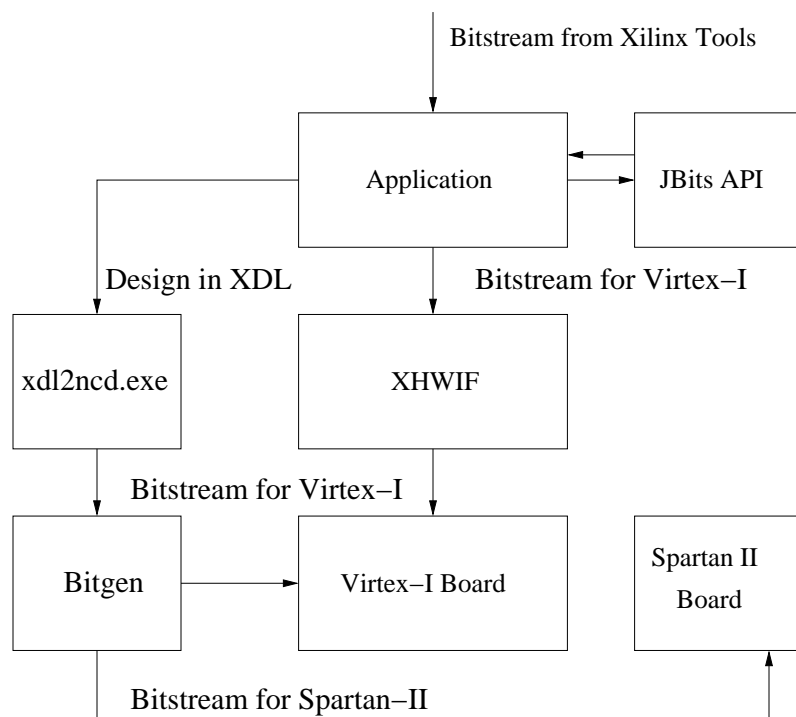 Bitstream from Xilinx Tools
Application
JBits API
Design in XDL
Bitstream for Virtex−I
xdl2ncd.exe
XHWIF
Bitstream for Virtex−I
Bitgen
Virtex−I Board
Spartan II
Board
Bitstream for Spartan−II